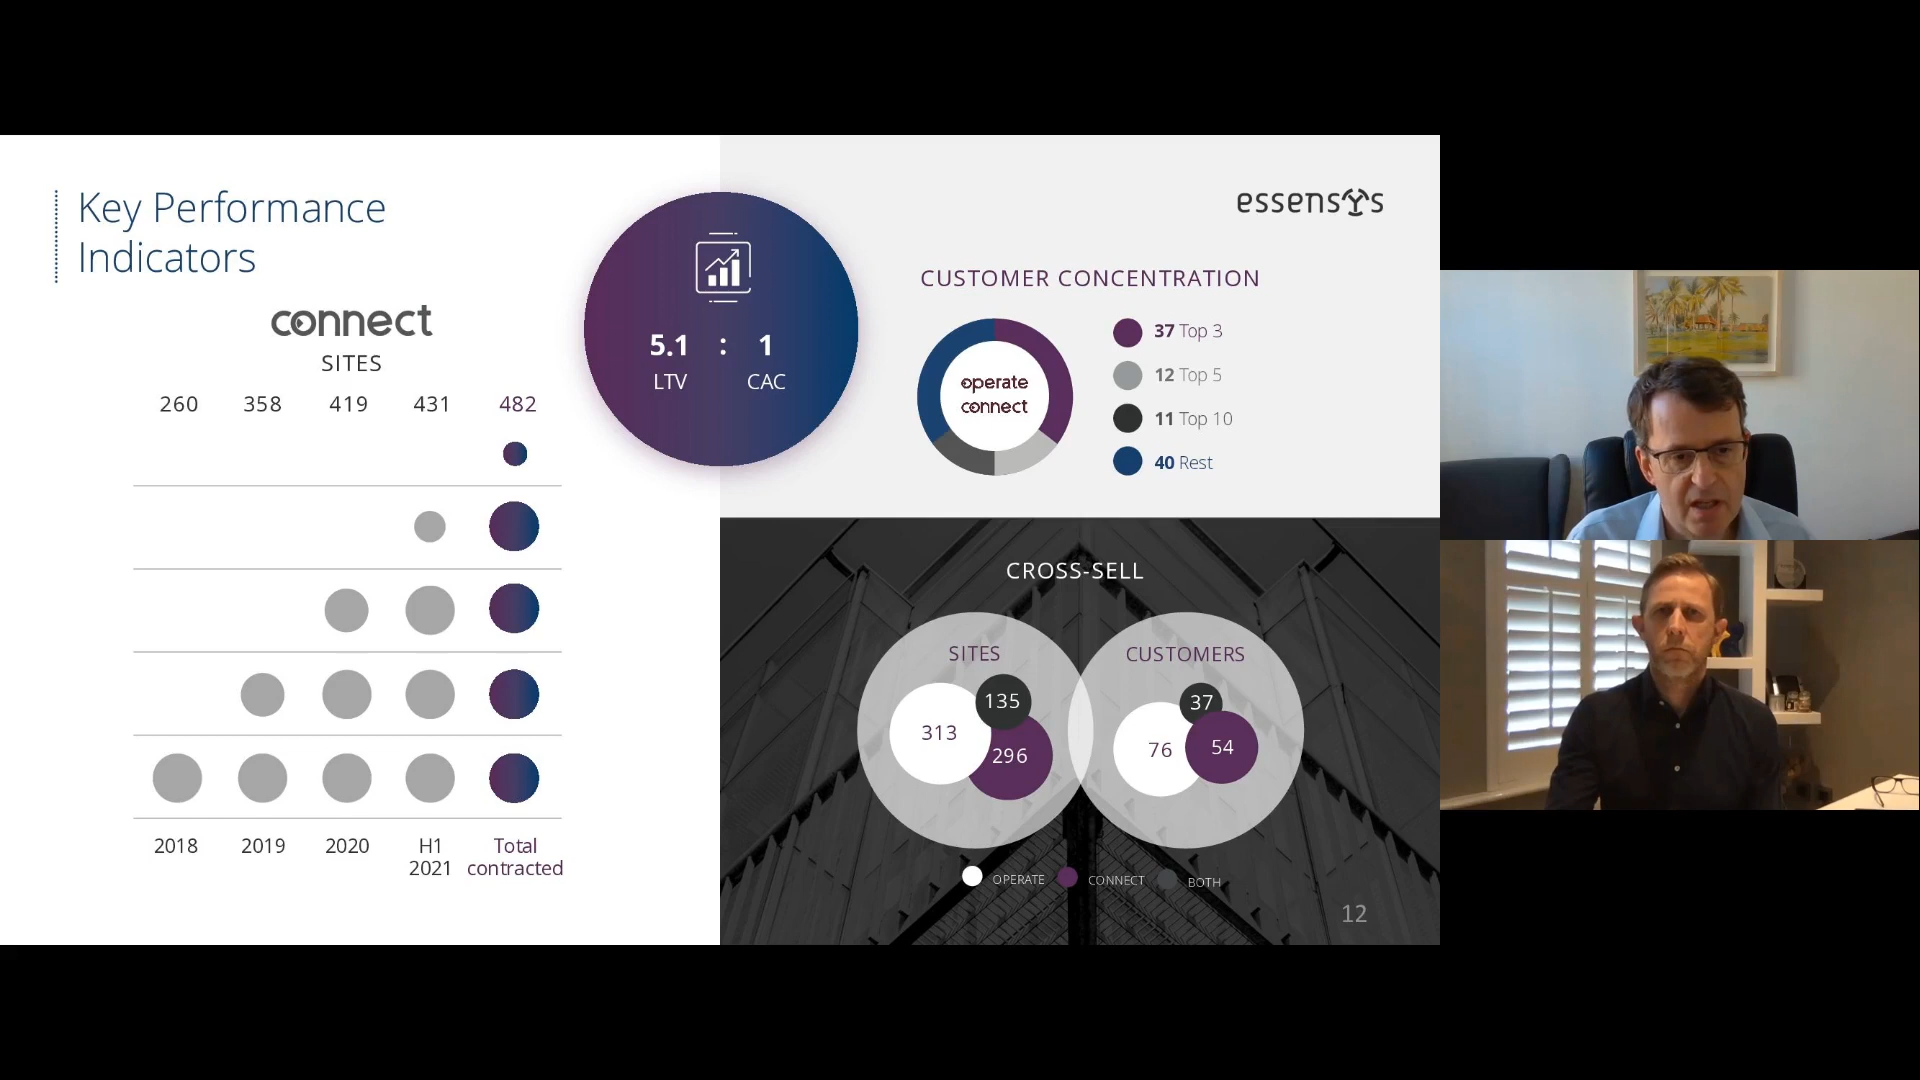 Key Performance
Indicators
connect
SITES
260 358 419 431 482
2018 2019 2020 H1 2021 Total contracted
5.1 : 1
LTV CAC
essensys
CUSTOMER CONCENTRATION
operate
connect
37 Top 3
12 Top 5
11 Top 10
40 Rest
CROSS-SELL
SITES
313
135
296
CUSTOMERS
76
37
54
OPERATE CONNECT BOTH
12